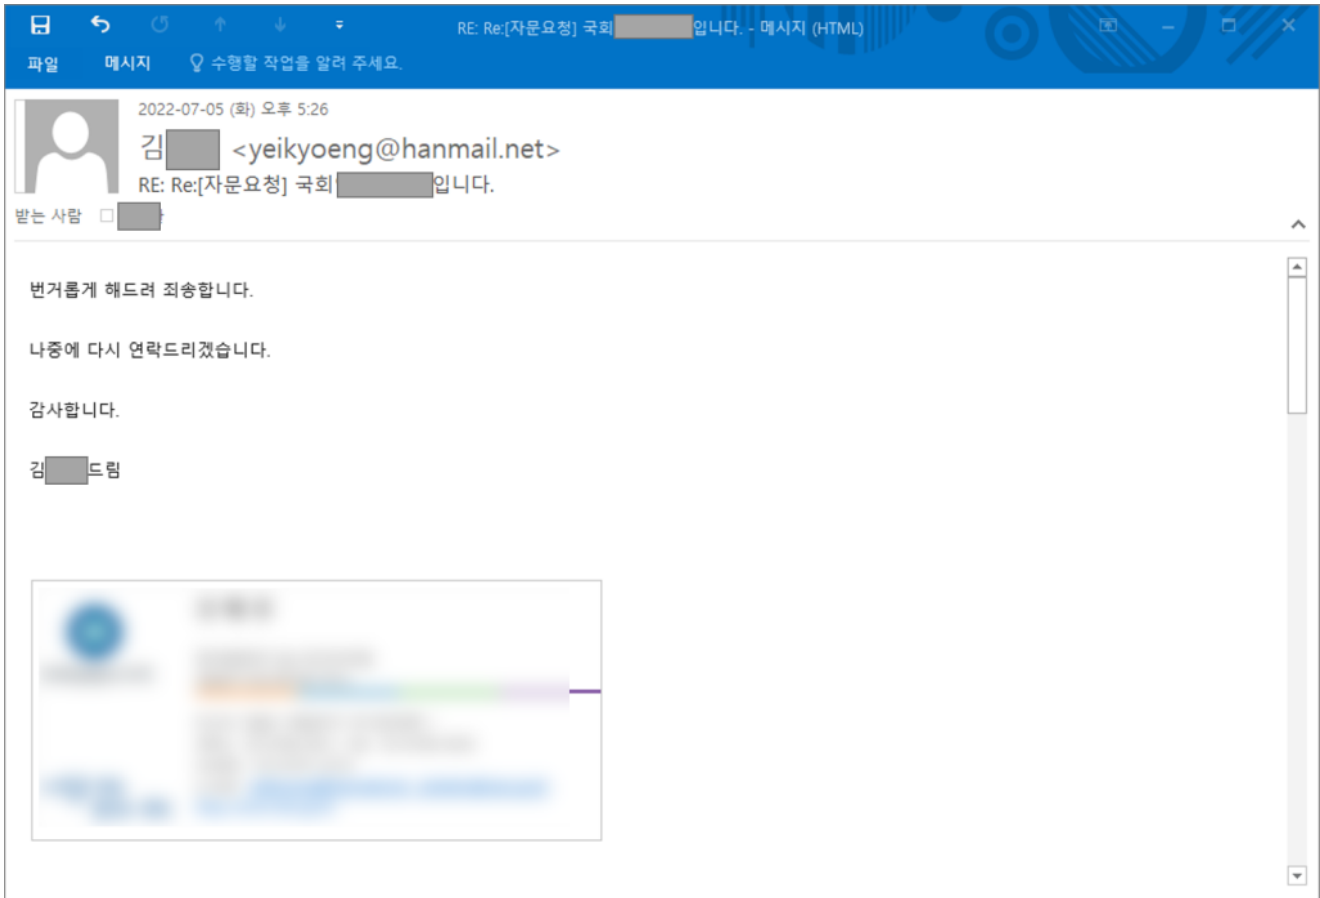 RE: Re:[자문요청] 국회 입니다. - 메시지 (HTML)
파일 메시지 수행할 작업을 알려 주세요.
2022-07-05 (화) 오후 5:26
김 <yeikyoeng@hanmail.net>
RE: Re:[자문요청] 국회 입니다.
받는 사람
번거롭게 해드려 죄송합니다.
나중에 다시 연락드리겠습니다.
감사합니다.
김 드림